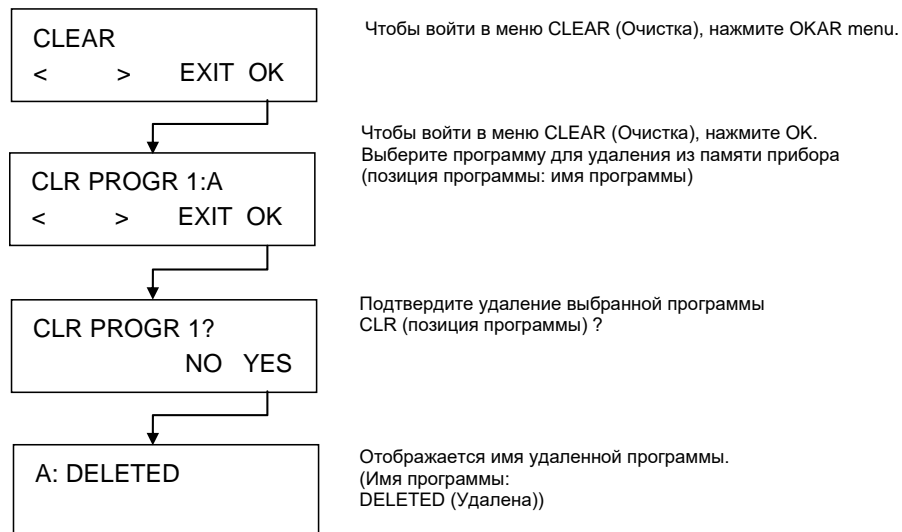 CLEAR
< > EXIT OK
Чтобы войти в меню CLEAR (Очистка), нажмите OKAR menu.
CLR PROGR 1:A
< > EXIT OK
Чтобы войти в меню CLEAR (Очистка), нажмите OK.
Выберите программу для удаления из памяти прибора
(позиция программы: имя программы)
CLR PROGR 1?
NO YES
Подтвердите удаление выбранной программы
CLR (позиция программы) ?
A: DELETED
Отображается имя удаленной программы.
(Имя программы:
DELETED (Удалена))